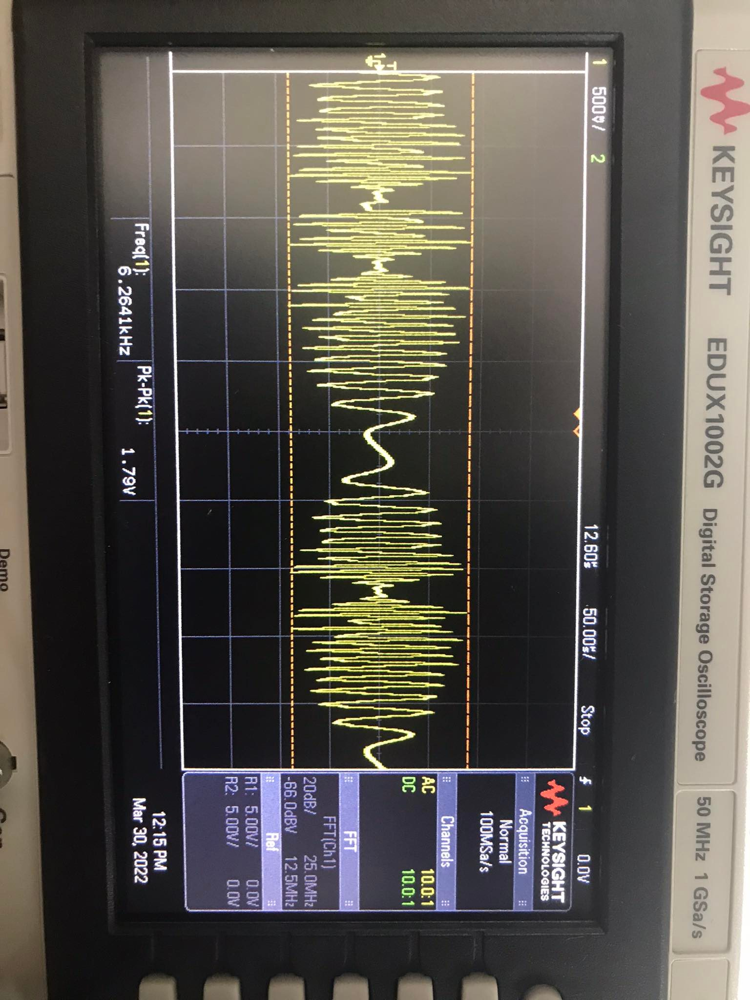 KEYSIGHT EDUX1002G Digital Storage Oscilloscope 50 MHz 1 GSa/s
1 500mV/ 2 12.60µs 50.00µs/ Stop 1 0.0V
T
1
KEYSIGHT
TECHNOLOGIES
Acquisition
Normal
100MSa/s
Channels
AC 10.0:1
DC 10.0:1
FFT
FFT(Ch1)
20dB/ 25.0MHz
-66.0dBV 12.5MHz
Ref
R1: 5.00V/ 0.0V
R2: 5.00V/ 0.0V
Freq(1): Pk-Pk(1):
6.2641kHz 1.79V
12:15 PM
Mar 30, 2022
Demo